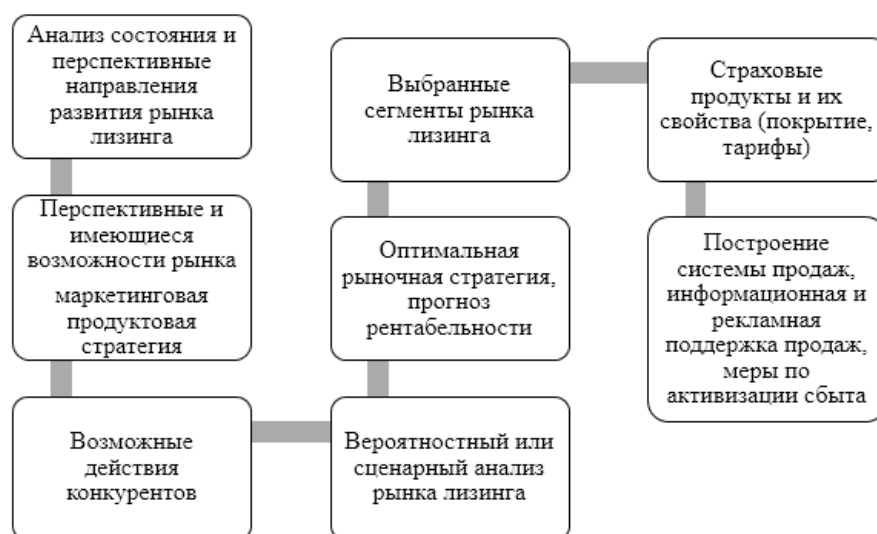 Анализ состояния и
перспективные
направления
развития рынка
лизинга
Перспективные и
имеющиеся
возможности рынка
маркетинговая
продуктовая
стратегия
Возможные
действия
конкурентов
Вероятностный или
сценарный анализ
рынка лизинга
Оптимальная
рыночная стратегия,
прогноз
рентабельности
Выбранные
сегменты рынка
лизинга
Страховые
продукты и их
свойства (покрытие,
тарифы)
Построение
системы продаж,
информационная и
рекламная
поддержка продаж,
меры по
активизации сбыта